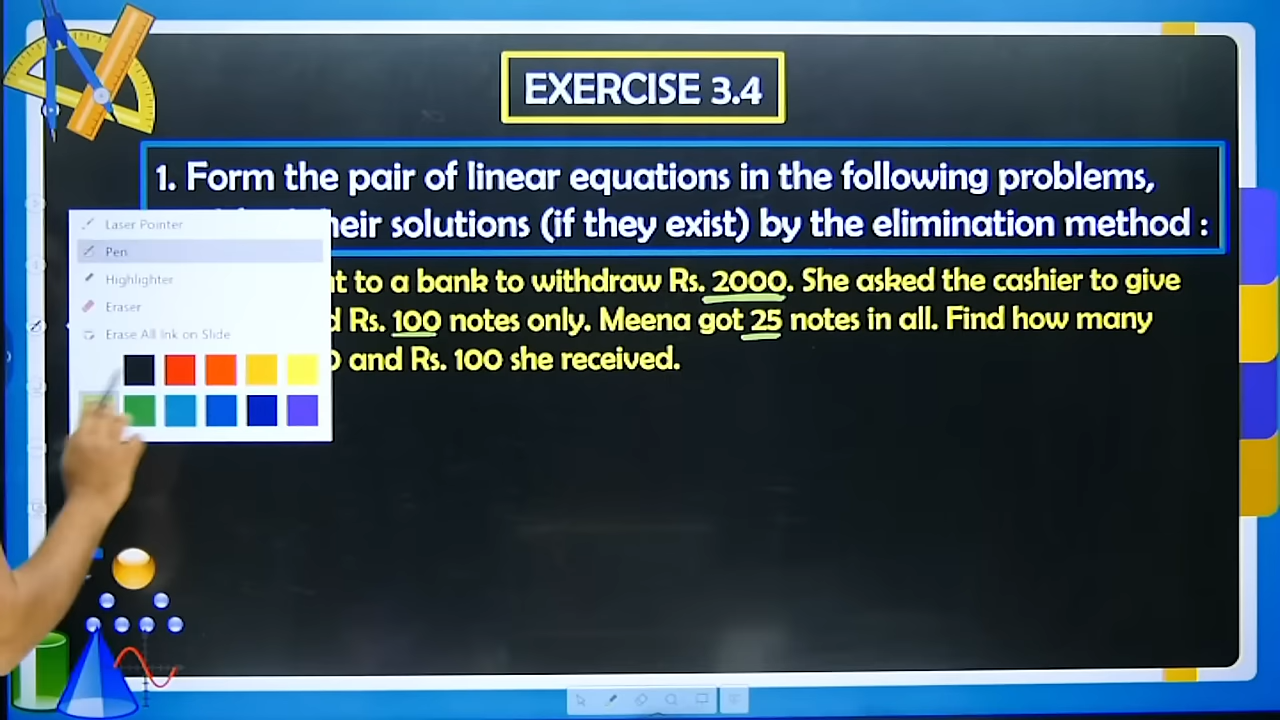 EXERCISE 3.4
1. Form the pair of linear equations in the following problems,
heir solutions (if they exist) by the elimination method :
Laser Pointer
Pen
Highlighter
Eraser
Erase All Ink on Slide
t to a bank to withdraw Rs. 2000. She asked the cashier to give
Rs. 100 notes only. Meena got 25 notes in all. Find how many
and Rs. 100 she received.